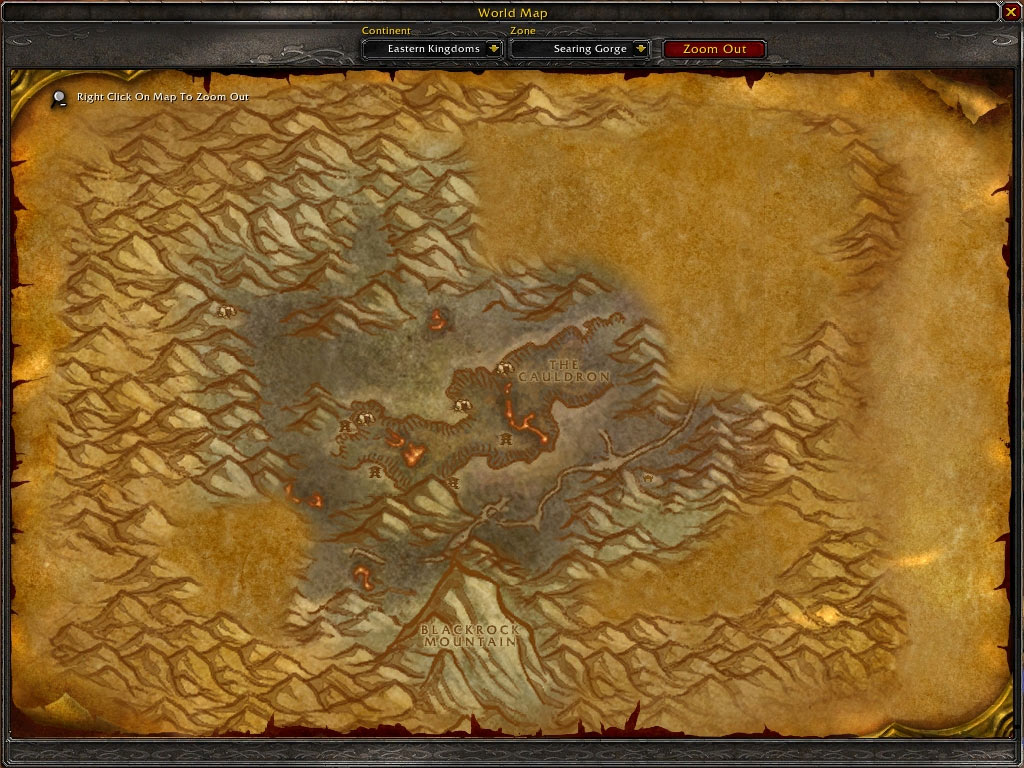 World Map
Continent
Zone
Eastern Kingdoms
Searing Gorge
Zoom Out
Right Click On Map To Zoom Out
THE
CAULDRON
BLACKROCK
MOUNTAIN